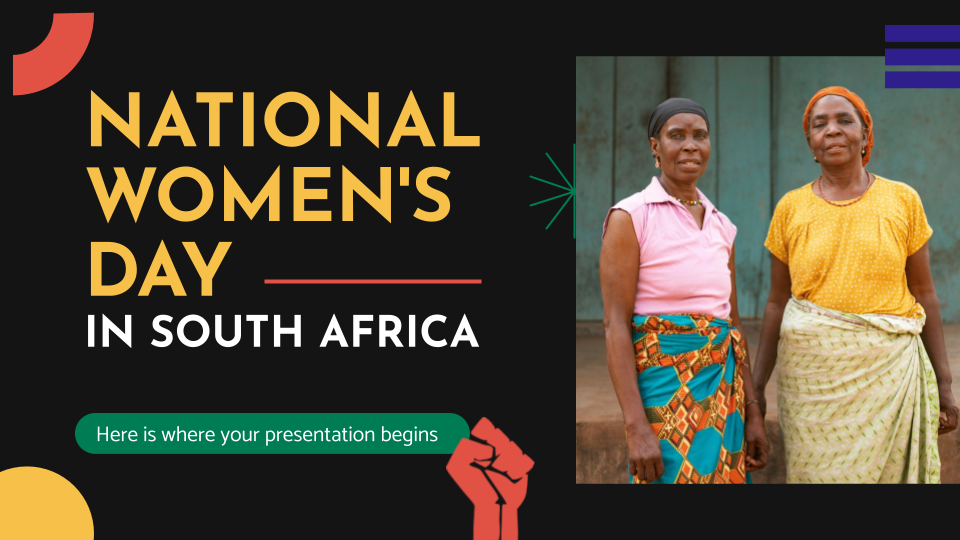 NATIONAL
WOMEN'S
DAY
IN SOUTH AFRICA
Here is where your presentation begins